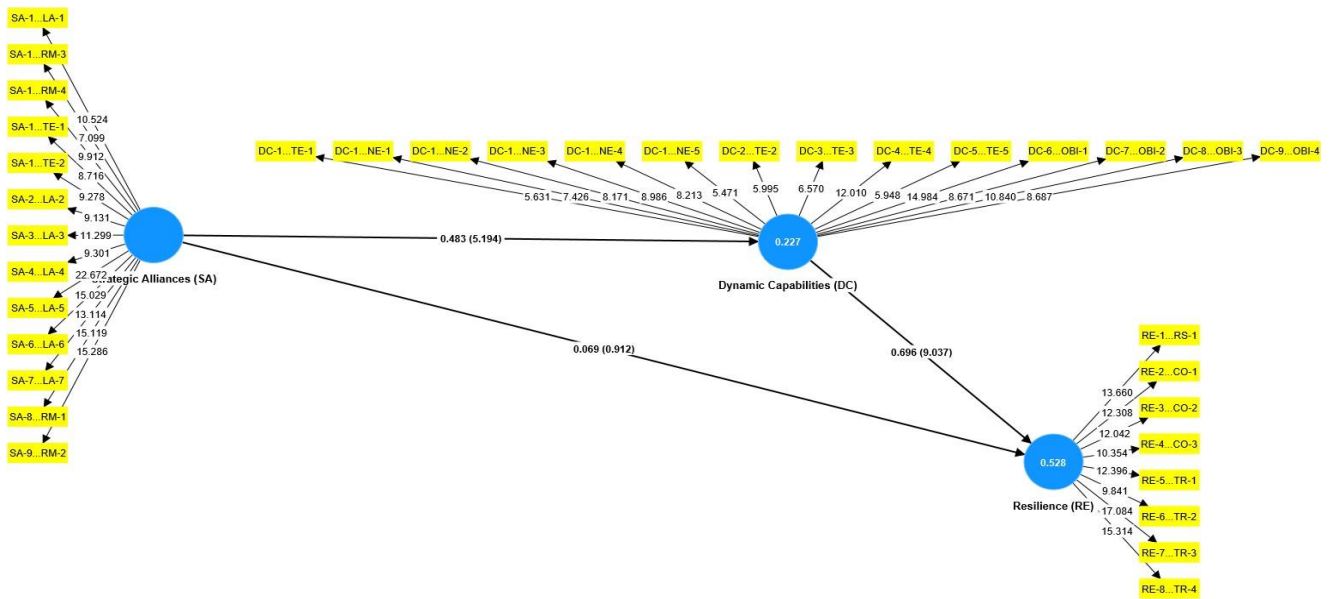 SA-1...LA-1
SA-1...RM-3
SA-1...RM-4
SA-1...TE-1
SA-1...TE-2
SA-2...LA-2
SA-3...LA-3
SA-4...LA-4
SA-5...LA-5
SA-6...LA-6
SA-7...LA-7
SA-8...RM-1
SA-9...RM-2
10.524
7.099
9.912
8.716
9.278
9.131
11.299
9.301
22.672
15.029
13.114
15.119
15.286
Alliances (SA)
DC-1...TE-1
DC-1...NE-1
DC-1...NE-2
DC-1...NE-3
DC-1...NE-4
DC-1...NE-5
DC-2...TE-2
DC-3...TE-3
DC-4...TE-4
DC-5...TE-5
DC-6...OBI-1
DC-7...OBI-2
DC-8...OBI-3
DC-9...OBI-4
5.631
7.426
8.171
8.986
8.213
5.471
5.995
6.570
12.010
5.948
14.984
8.671
10.840
8.687
0.483 (5.194)
0.227
Dynamic Capabilities (DC)
0.069 (0.912)
0.696 (9.037)
0.528
Resilience (RE)
13.660
12.308
12.042
10.354
12.396
9.841
17.084
15.314
RE-1...RS-1
RE-2...CO-1
RE-3...CO-2
RE-4...CO-3
RE-5...TR-1
RE-6...TR-2
RE-7...TR-3
RE-8...TR-4